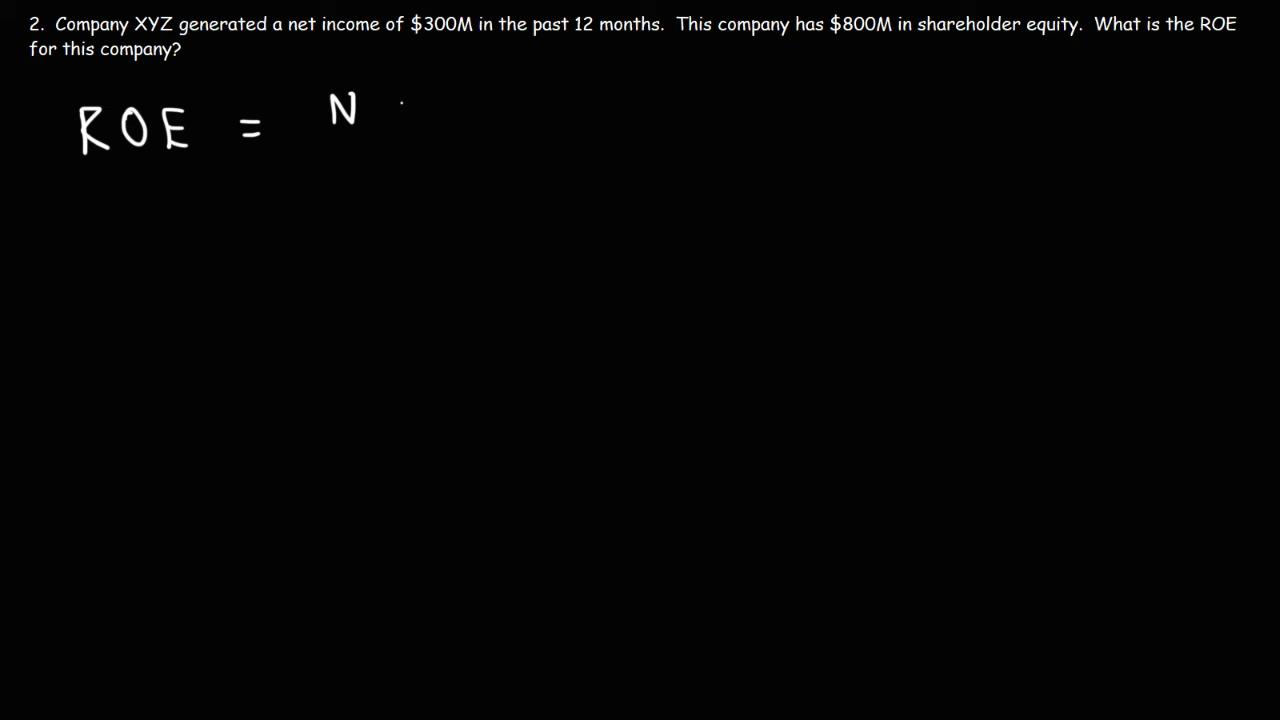 2. Company XYZ generated a net income of $300M in the past 12 months. This company has $800M in shareholder equity. What is the ROE
for this company?
ROE = N